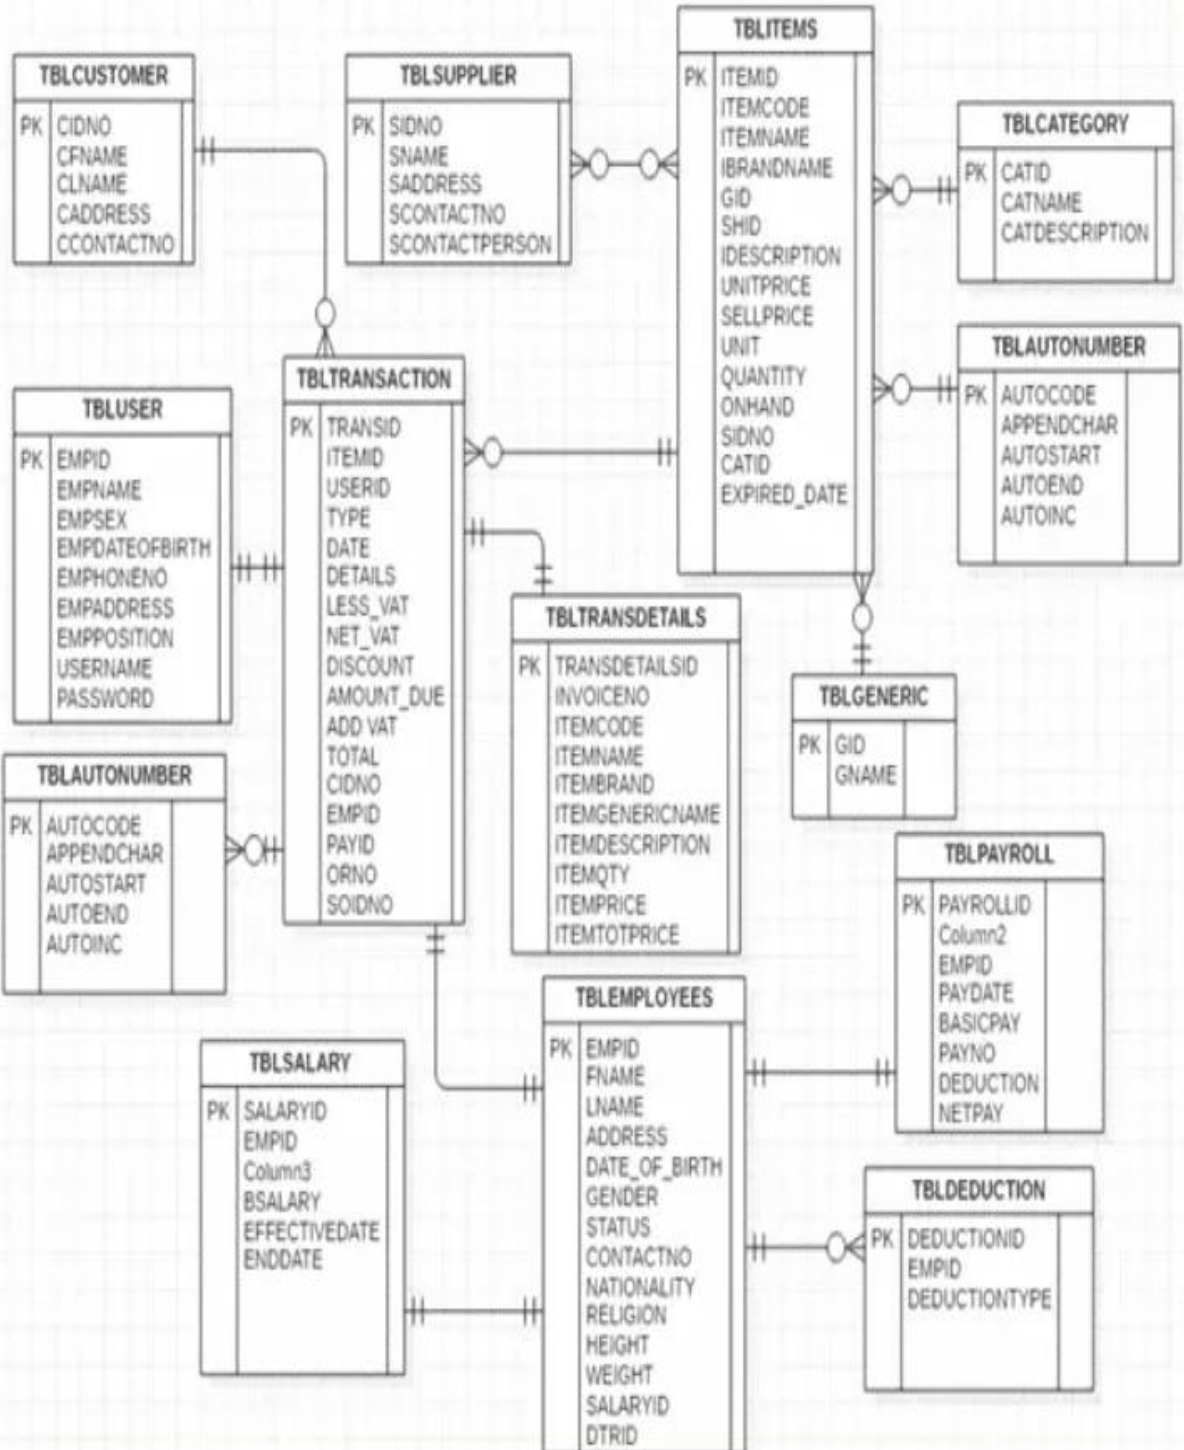 TBLCUSTOMER
PK CIDNO
CFNAME
CLNAME
CADDRESS
CCONTACTNO
TBLSUPPLIER
PK SIDNO
SNAME
SADDRESS
SCONTACTNO
SCONTACTPERSON
TBLITEMS
PK ITEMID
ITEMCODE
ITEMNAME
IBRANDNAME
GID
SHID
IDESCRIPTION
UNITPRICE
SELLPRICE
UNIT
QUANTITY
ONHAND
SIDNO
CATID
EXPIRED_DATE
TBLCATEGORY
PK CATID
CATNAME
CATDESCRIPTION
TBLAUTONUMBER
PK AUTOCODE
APPENDCHAR
AUTOSTART
AUTOEND
AUTOINC
TBLUSER
PK EMPID
EMPNAME
EMPSEX
EMPDATEOFBIRTH
EMPHONENO
EMPADDRESS
EMPPOSITION
USERNAME
PASSWORD
TBLTRANSACTION
PK TRANSID
ITEMID
USERID
TYPE
DATE
DETAILS
LESS_VAT
NET_VAT
DISCOUNT
AMOUNT_DUE
ADD VAT
TOTAL
CIDNO
EMPID
PAYID
ORNO
SOIDNO
TBLTRANSDETAILS
PK TRANSDETAILSID
INVOICENO
ITEMCODE
ITEMNAME
ITEMBRAND
ITEMGENERICNAME
ITEMDESCRIPTION
ITEMQTY
ITEMPRICE
ITEMTOTPRICE
TBLGENERIC
PK GID
GNAME
TBLAUTONUMBER
PK AUTOCODE
APPENDCHAR
AUTOSTART
AUTOEND
AUTOINC
TBLPAYROLL
PK PAYROLLID
Column2
EMPID
PAYDATE
BASICPAY
PAYNO
DEDUCTION
NETPAY
TBLSALARY
PK SALARYID
EMPID
Column3
BSALARY
EFFECTIVEDATE
ENDDATE
TBLEMPLOYEES
PK EMPID
FNAME
LNAME
ADDRESS
DATE_OF_BIRTH
GENDER
STATUS
CONTACTNO
NATIONALITY
RELIGION
HEIGHT
WEIGHT
SALARYID
DTRID
TBLDEDUCTION
PK DEDUCTIONID
EMPID
DEDUCTIONTYPE